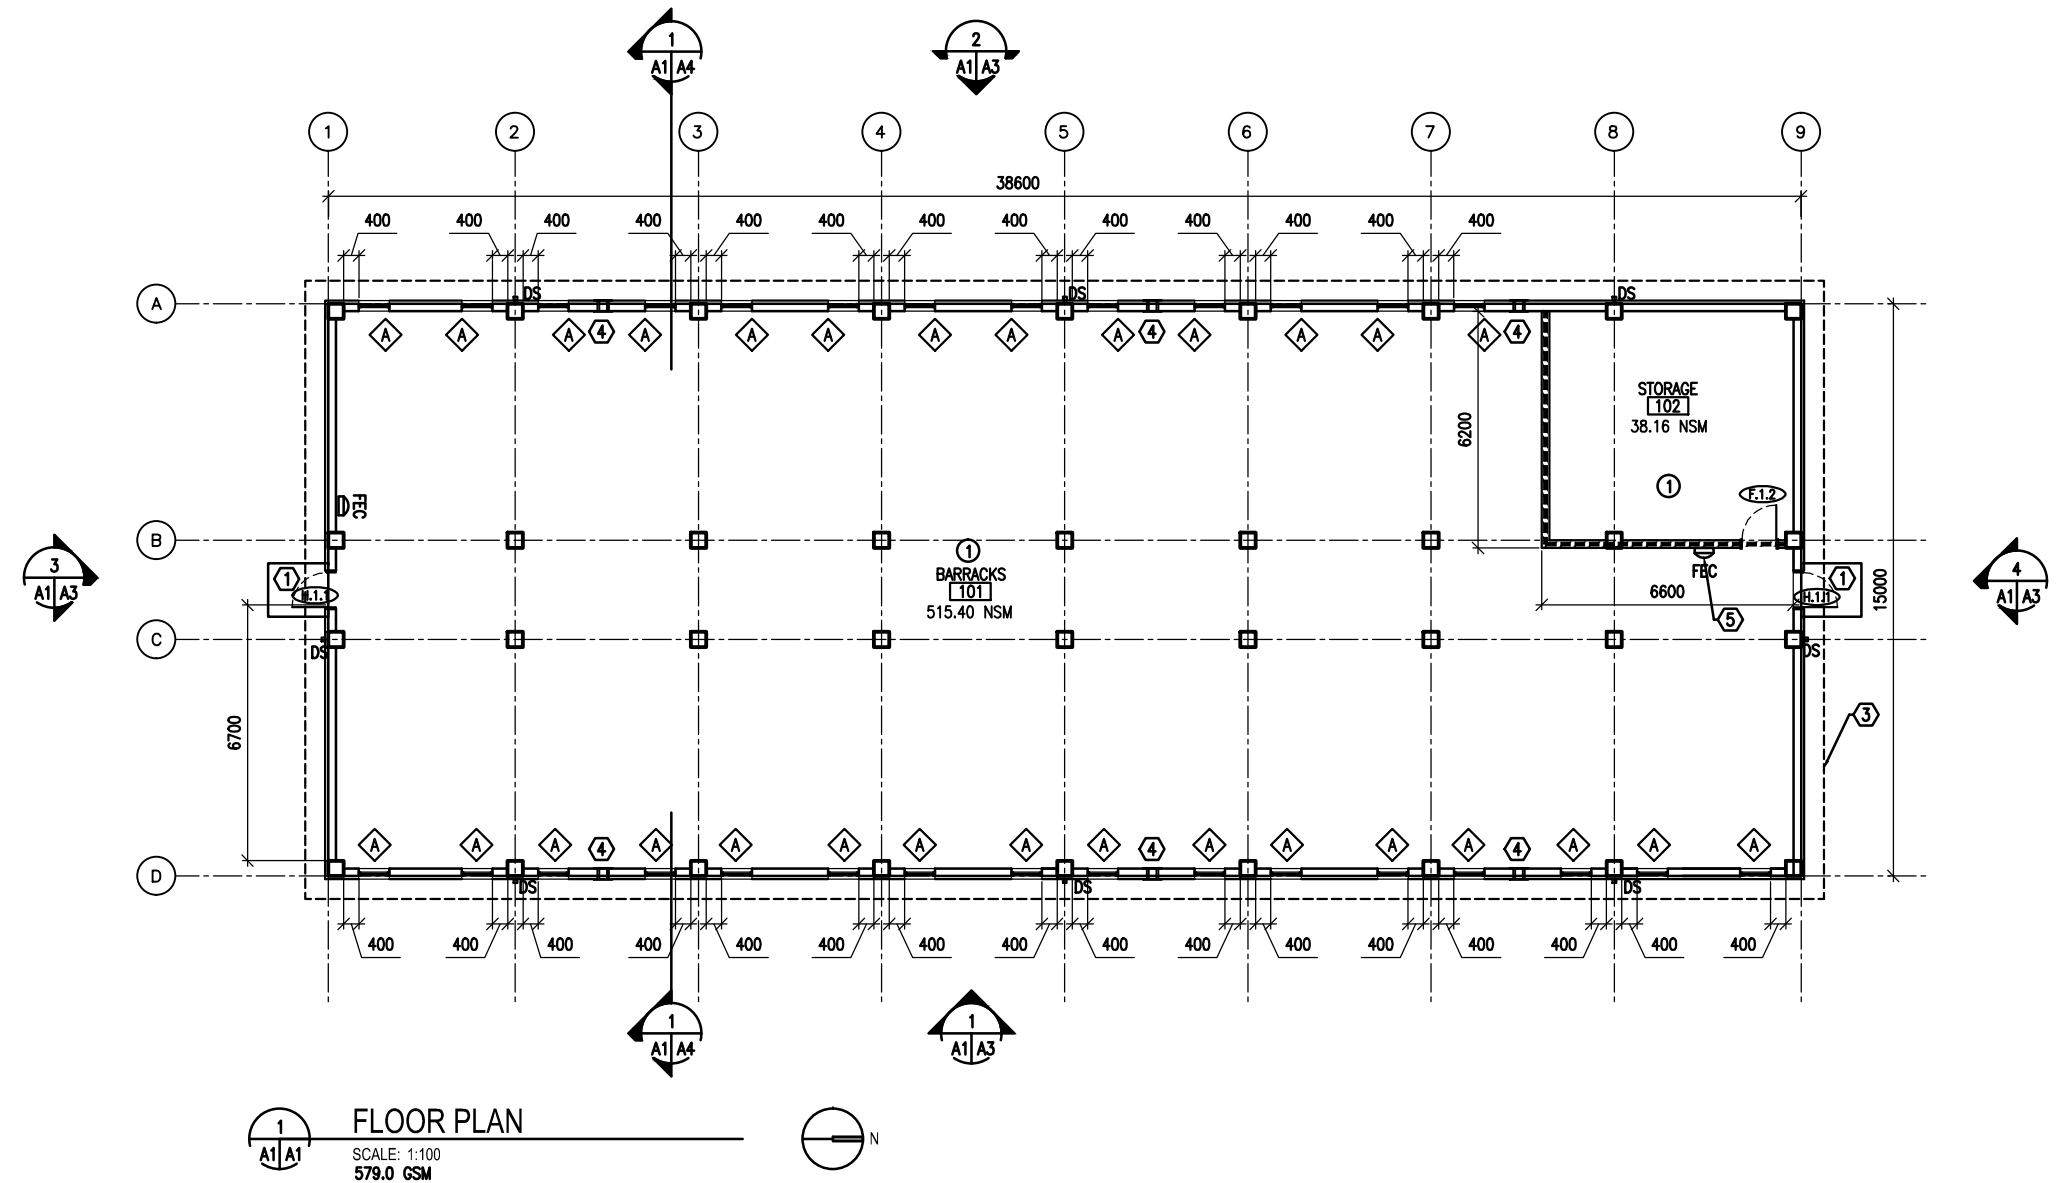 1
A1 A4
2
A1 A3
1 2 3 4 5 6 7 8 9
38600
400 400 400 400 400 400 400 400 400 400 400 400 400
DS DS DS
A
A A A 4 A A A A A A 4 A A A A 4
STORAGE
102
38.16 NSM
6200
1
F.1.2
FEC
B
1
BARRACKS
101
515.40 NSM
FEC
3
A1 A3
1
H.1.1
6600
5
1
H.1.1
15000
4
A1 A3
C
DS
DS
6700
3
A A A 4 A A A A A A 4 A A A A 4 A A A
D
DS DS DS
400 400 400 400 400 400 400 400 400 400 400 400 400 400 400 400
1
A1 A4
1
A1 A3
1
A1 A1
FLOOR PLAN
SCALE: 1:100
579.0 GSM
N